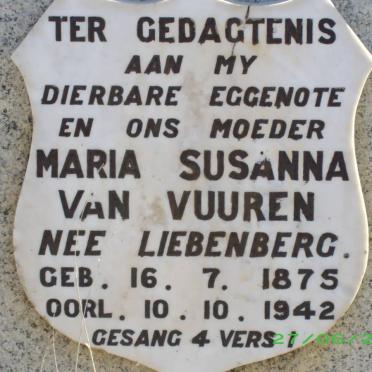 TER GEDAGTENIS
AAN MY
DIERBARE EGGENOTE
EN ONS MOEDER
MARIA SUSANNA
VAN VUUREN
NEE LIEBENBERG.
GEB. 16. 7. 1875
OORL. 10. 10. 1942
GESANG 4 VERS